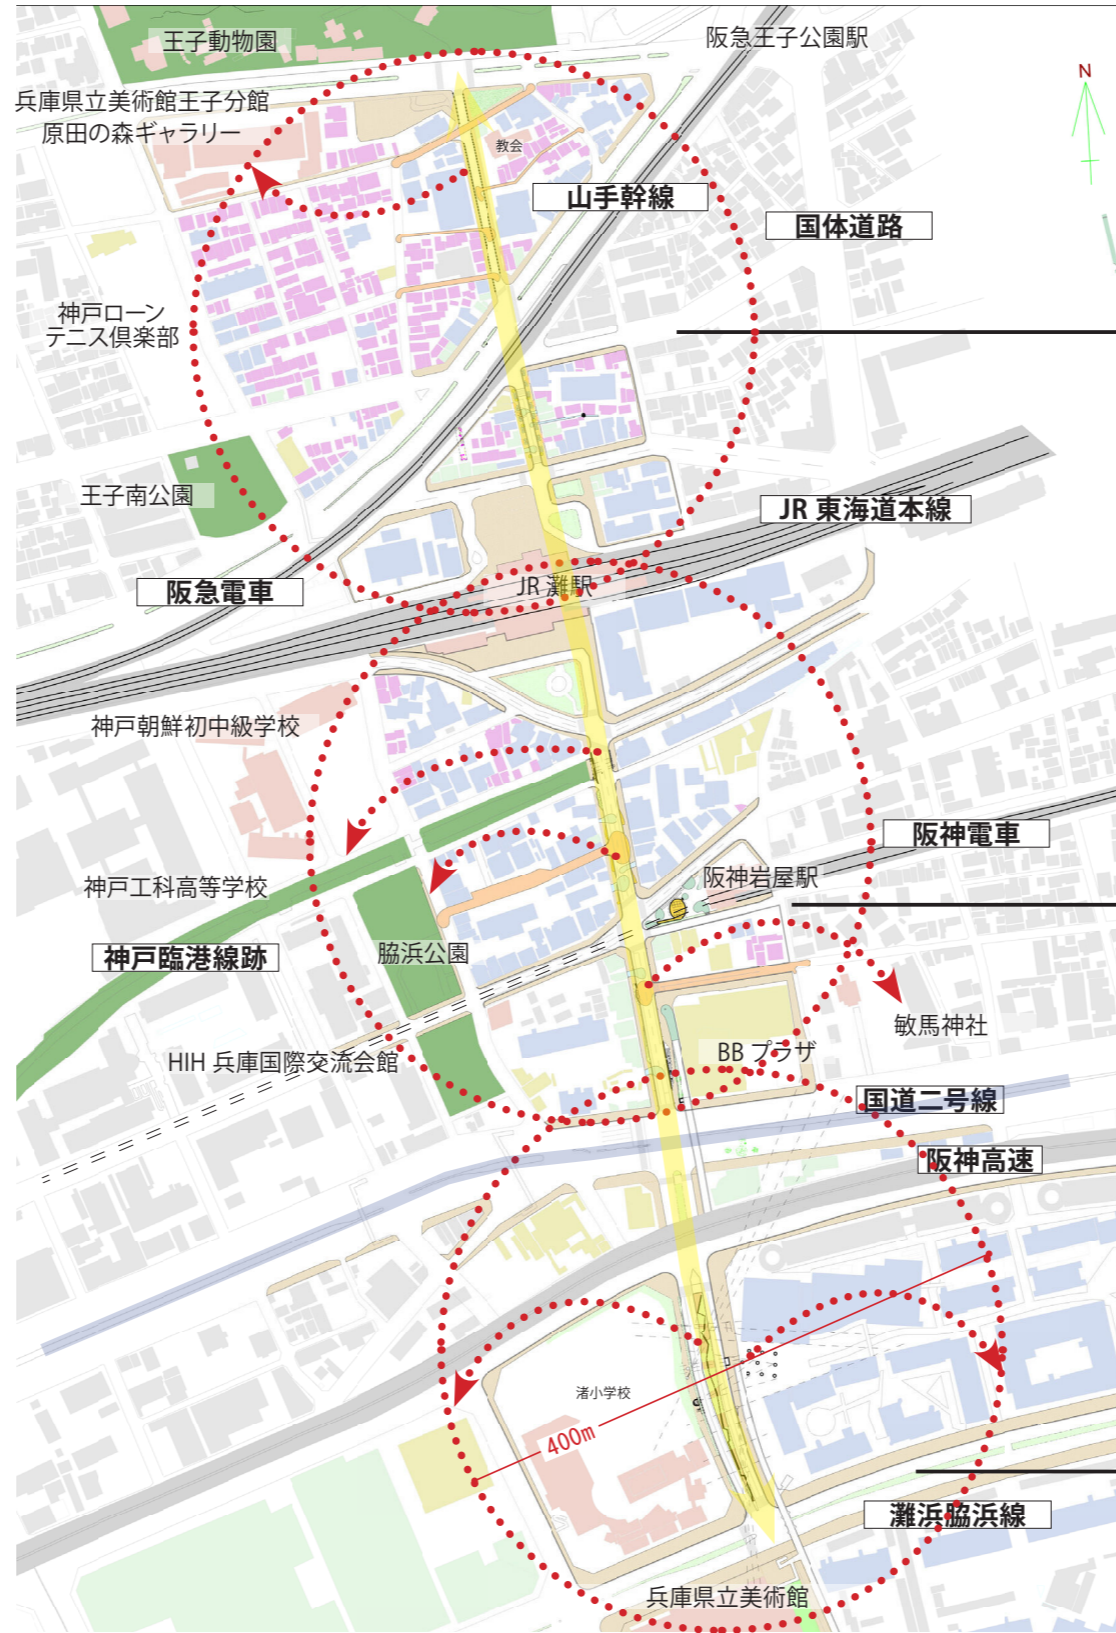 王子動物園
阪急王子公園駅
N
兵庫県立美術館王子分館
原田の森ギャラリー
教会
山手幹線
国体道路
神戸ローン
テニス倶楽部
王子南公園
JR 東海道本線
阪急電車
JR 灘駅
神戸朝鮮初中級学校
阪神電車
神戸工科高等学校
阪神岩屋駅
神戸臨港線跡
脇浜公園
敏馬神社
HIH 兵庫国際交流会館
BB プラザ
国道二号線
阪神高速
渚小学校
400m
灘浜脇浜線
兵庫県立美術館